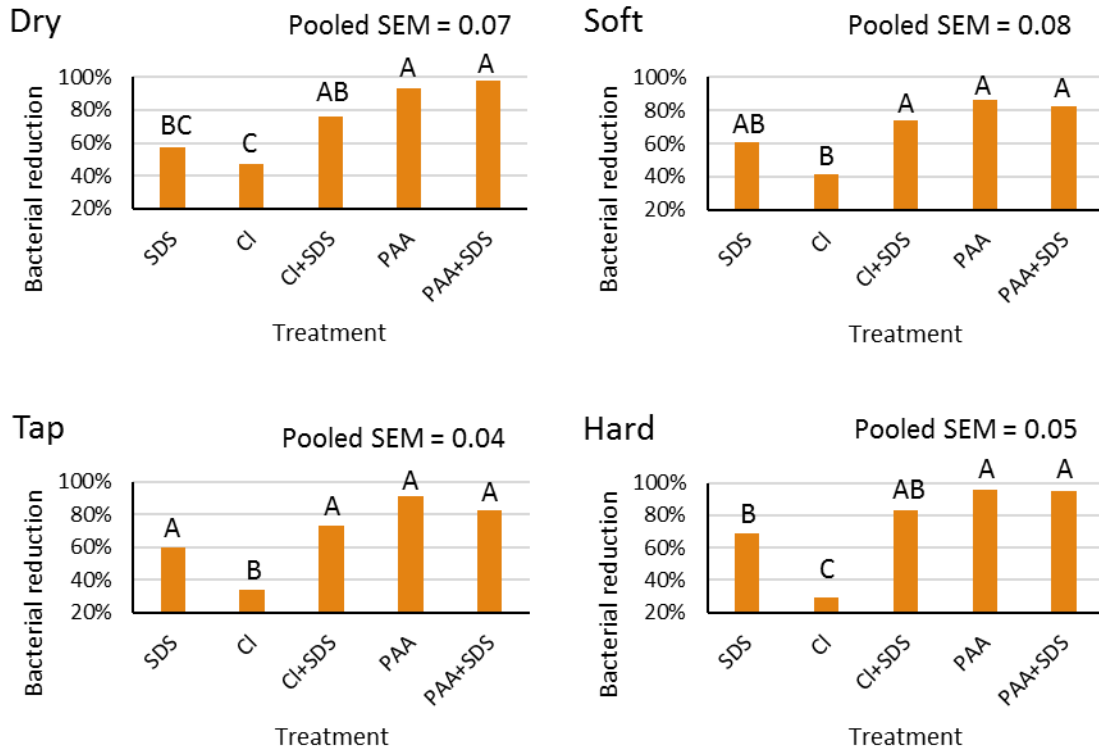 Dry
Pooled SEM = 0.07
Bacterial reduction
100%
80%
60%
40%
20%
BC
C
AB
A
A
SDS
Cl
Cl+SDS
PAA
PAA+SDS
Treatment
Soft
Pooled SEM = 0.08
Bacterial reduction
100%
80%
60%
40%
20%
AB
B
A
A
A
SDS
Cl
Cl+SDS
PAA
PAA+SDS
Treatment
Tap
Pooled SEM = 0.04
Bacterial reduction
100%
80%
60%
40%
20%
A
B
A
A
A
SDS
Cl
Cl+SDS
PAA
PAA+SDS
Treatment
Hard
Pooled SEM = 0.05
Bacterial reduction
100%
80%
60%
40%
20%
B
C
AB
A
A
SDS
Cl
Cl+SDS
PAA
PAA+SDS
Treatment